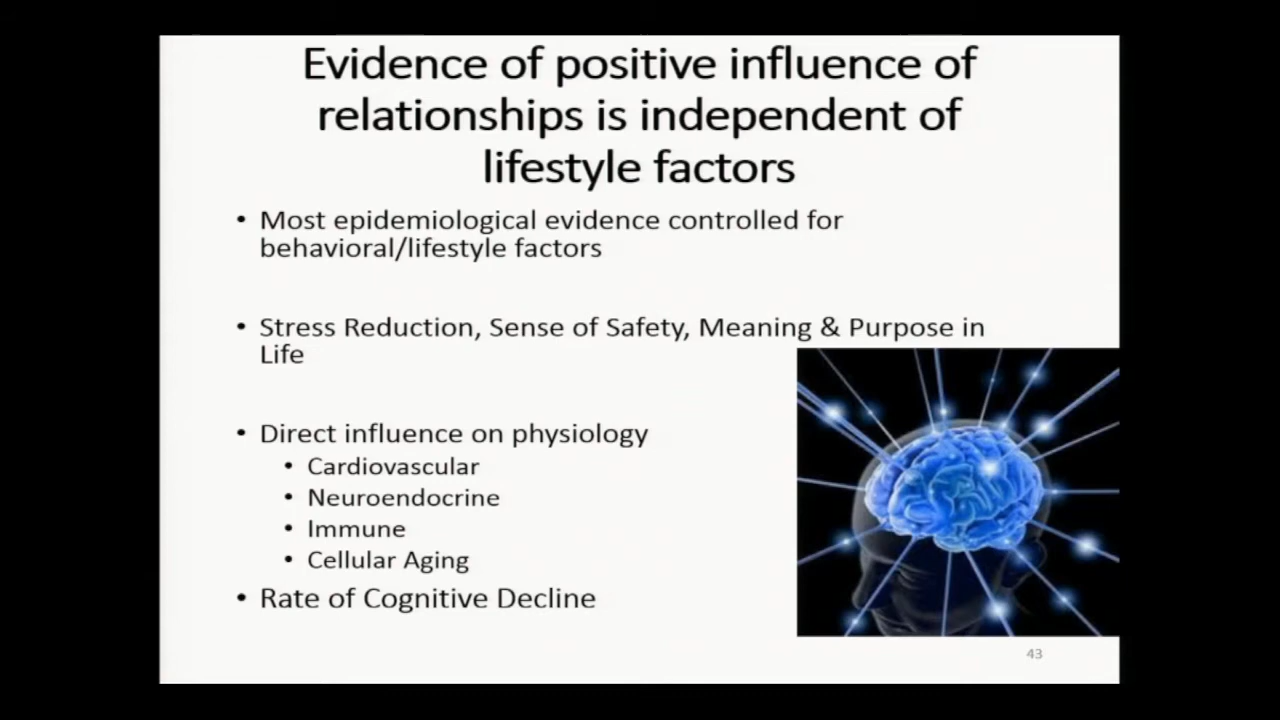 Evidence of positive influence of
relationships is independent of
lifestyle factors
• Most epidemiological evidence controlled for
behavioral/lifestyle factors
• Stress Reduction, Sense of Safety, Meaning & Purpose in
Life
• Direct influence on physiology
• Cardiovascular
• Neuroendocrine
• Immune
• Cellular Aging
• Rate of Cognitive Decline
43